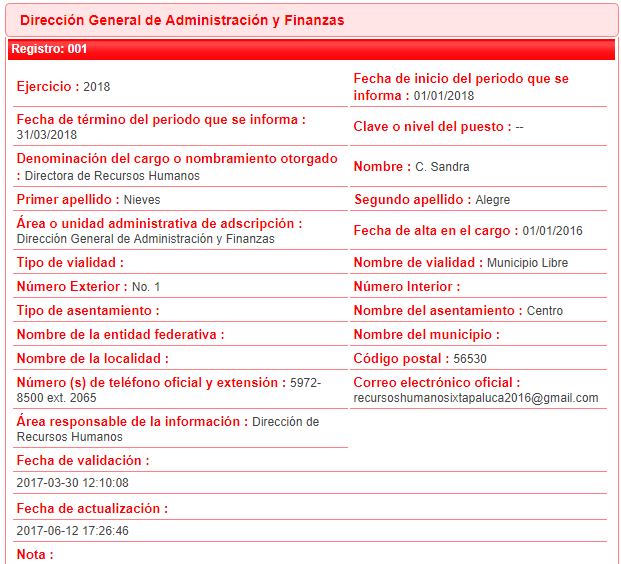 Dirección General de Administración y Finanzas
Registro: 001
Ejercicio : 2018
Fecha de inicio del periodo que se
informa : 01/01/2018
Fecha de término del periodo que se informa :
31/03/2018
Clave o nivel del puesto : --
Denominación del cargo o nombramiento otorgado
: Directora de Recursos Humanos
Nombre : C. Sandra
Primer apellido : Nieves
Segundo apellido : Alegre
Área o unidad administrativa de adscripción :
Dirección General de Administración y Finanzas
Fecha de alta en el cargo : 01/01/2016
Tipo de vialidad :
Nombre de vialidad : Municipio Libre
Número Exterior : No. 1
Número Interior :
Tipo de asentamiento :
Nombre del asentamiento : Centro
Nombre de la entidad federativa :
Nombre del municipio :
Nombre de la localidad :
Código postal : 56530
Número (s) de teléfono oficial y extensión : 5972-
8500 ext. 2065
Correo electrónico oficial :
recursoshumanosixtapaluca2016@gmail.com
Área responsable de la información : Dirección de
Recursos Humanos
Fecha de validación :
2017-03-30 12:10:08
Fecha de actualización :
2017-06-12 17:26:46
Nota :